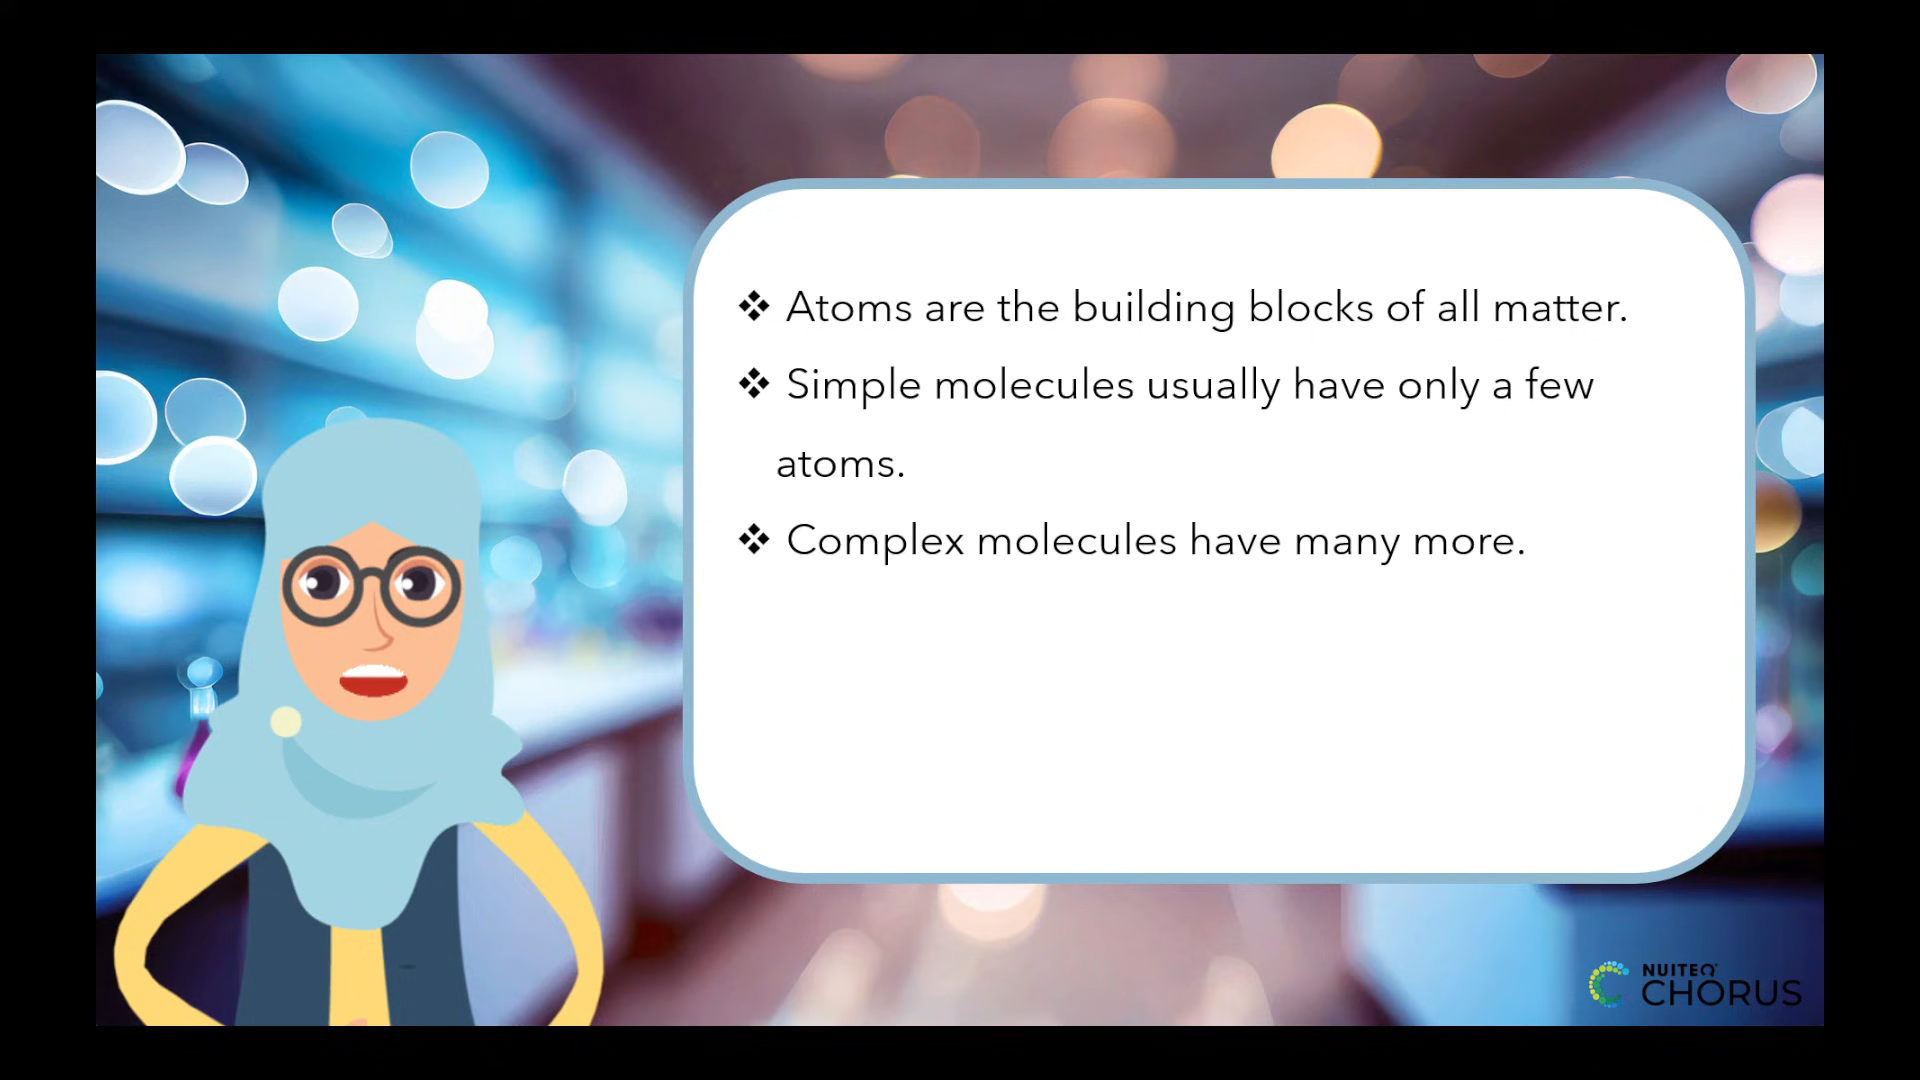 ❖ Atoms are the building blocks of all matter.
❖ Simple molecules usually have only a few
atoms.
❖ Complex molecules have many more.
NUITEQ
CHORUS